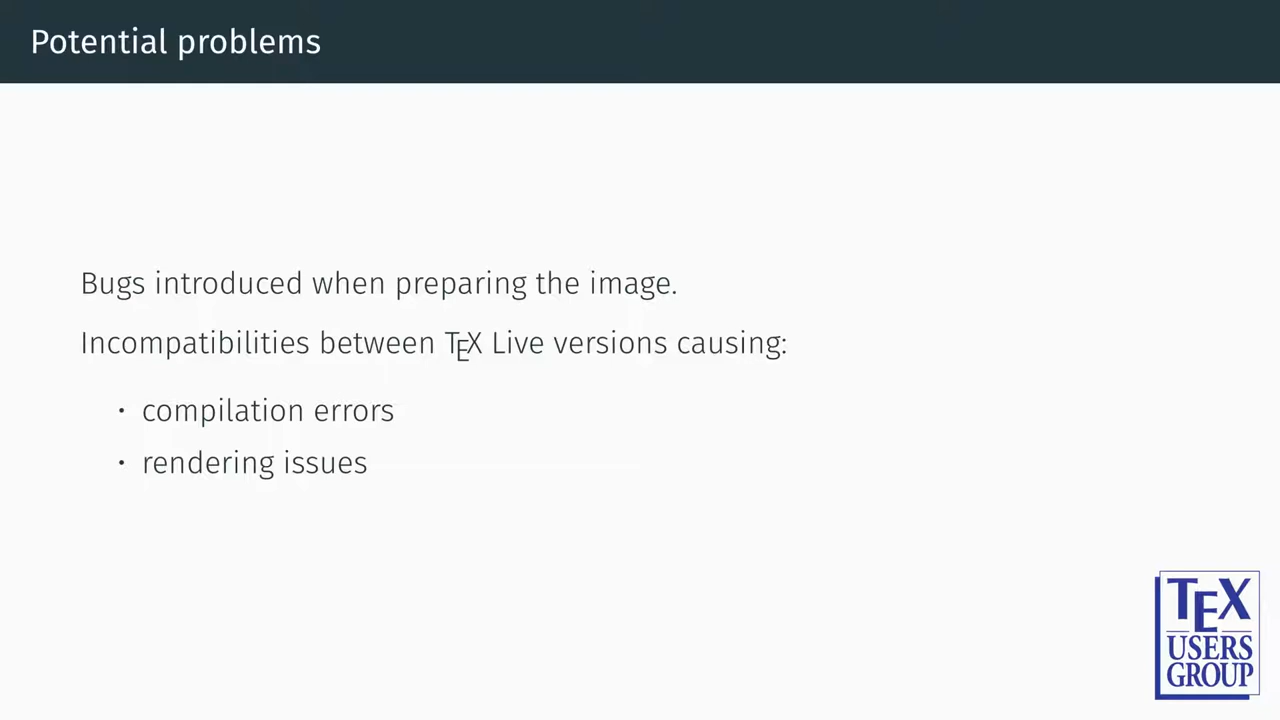 Potential problems
Bugs introduced when preparing the image.
Incompatibilities between TEX Live versions causing:
• compilation errors
• rendering issues
TEX
USERS
GROUP